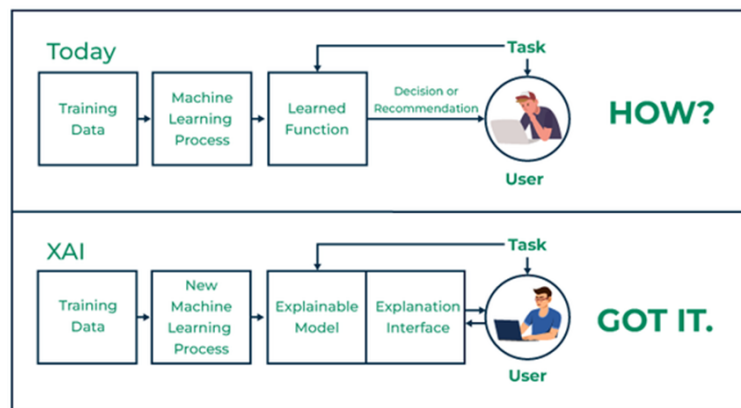 Today
Task
Training
Data
Machine
Learning
Process
Learned
Function
Decision or
Recommendation
User
HOW?
XAI
Task
Training
Data
New
Machine
Learning
Process
Explainable
Model
Explanation
Interface
User
GOT IT.